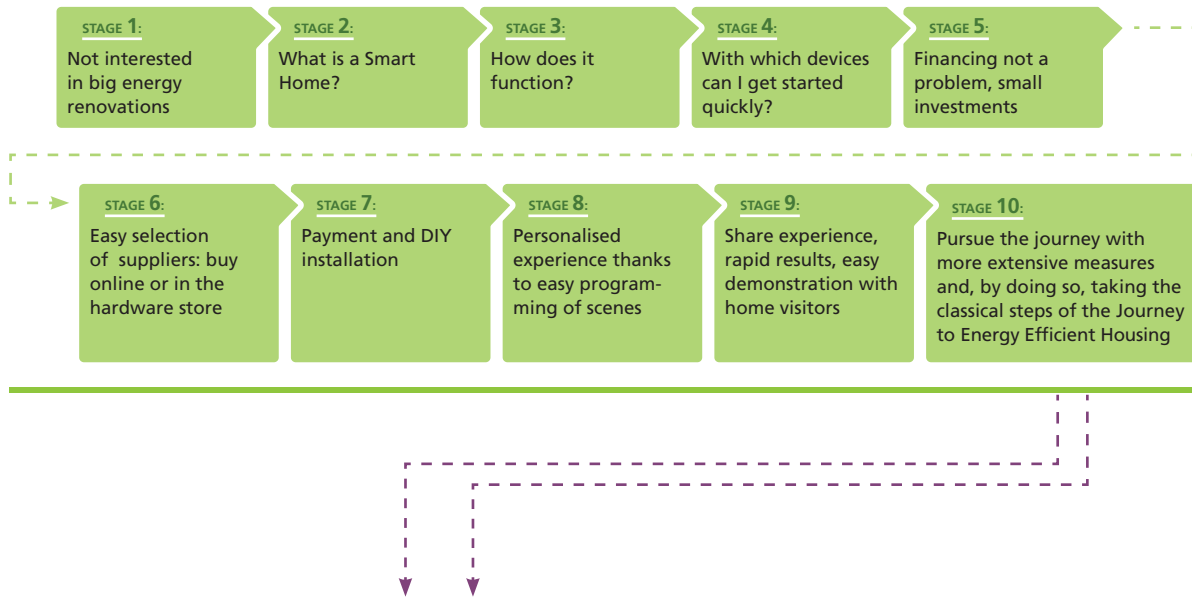 STAGE 1:
Not interested
in big energy
renovations
STAGE 2:
What is a Smart
Home?
STAGE 3:
How does it
function?
STAGE 4:
With which devices
can I get started
quickly?
STAGE 5:
Financing not a
problem, small
investments
STAGE 6:
Easy selection
of suppliers: buy
online or in the
hardware store
STAGE 7:
Payment and DIY
installation
STAGE 8:
Personalised
experience thanks
to easy program-
ming of scenes
STAGE 9:
Share experience,
rapid results, easy
demonstration with
home visitors
STAGE 10:
Pursue the journey with
more extensive measures
and, by doing so, taking the
classical steps of the Journey
to Energy Efficient Housing